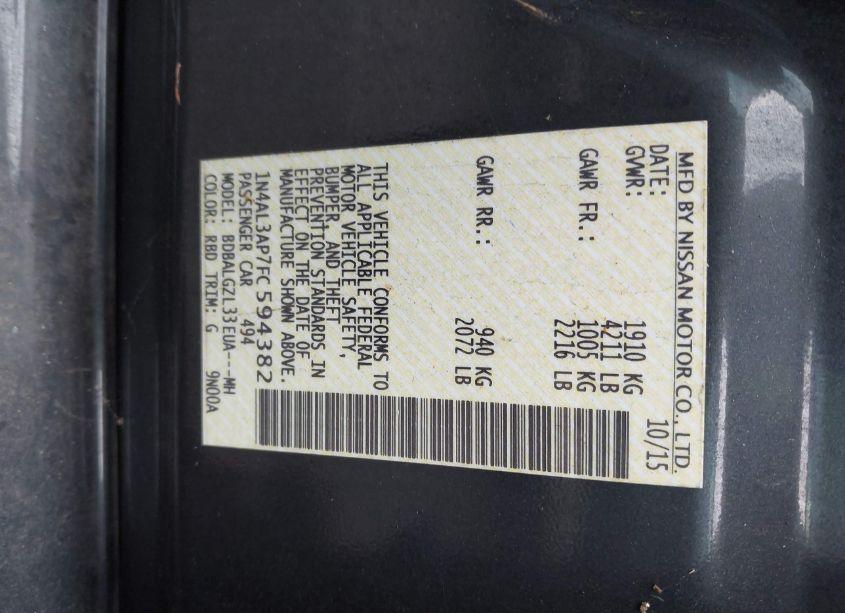 MFD BY NISSAN MOTOR CO., LTD.
DATE: 10/15
GVWR: 1910 KG
4211 LB
GAWR FR.: 1005 KG
2216 LB
GAWR RR.: 940 KG
2072 LB
THIS VEHICLE CONFORMS TO
ALL APPLICABLE FEDERAL
MOTOR VEHICLE SAFETY,
BUMPER, AND THEFT
PREVENTION STANDARDS IN
EFFECT ON THE DATE OF
MANUFACTURE SHOWN ABOVE.
1N4AL3AP7FC594382
PASSENGER CAR 494
MODEL: BDBALGZL33EUA---MH
COLOR: RBD TRIM: G 9N00A